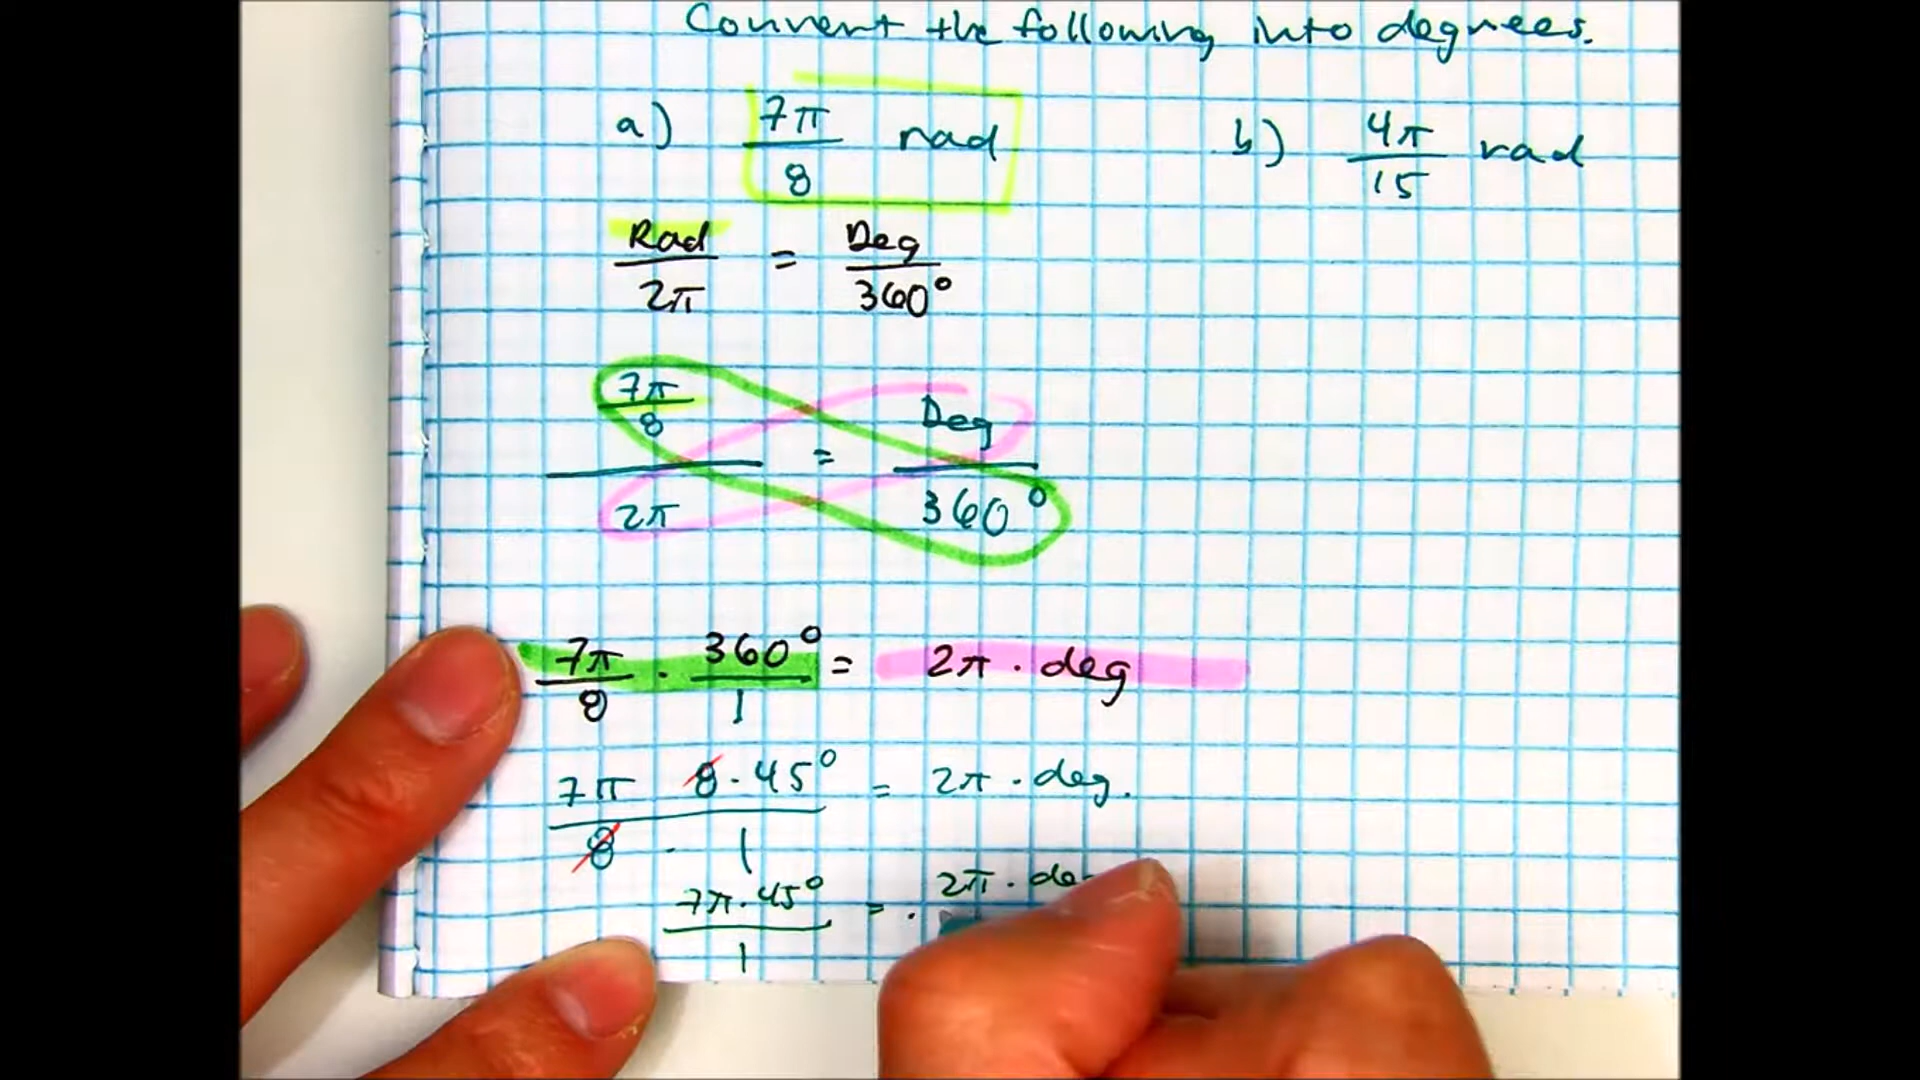 Convert the following into degrees.
a) 7π/8 rad
b) 4π/15 rad
Rad/2π = Deg/360°
7π/8 / 2π = Deg/360°
7π/8 · 360°/1 = 2π · deg
7π 8 · 45° / 8 · 1 = 2π · deg.
7π · 45° / 1 = · 2π · de